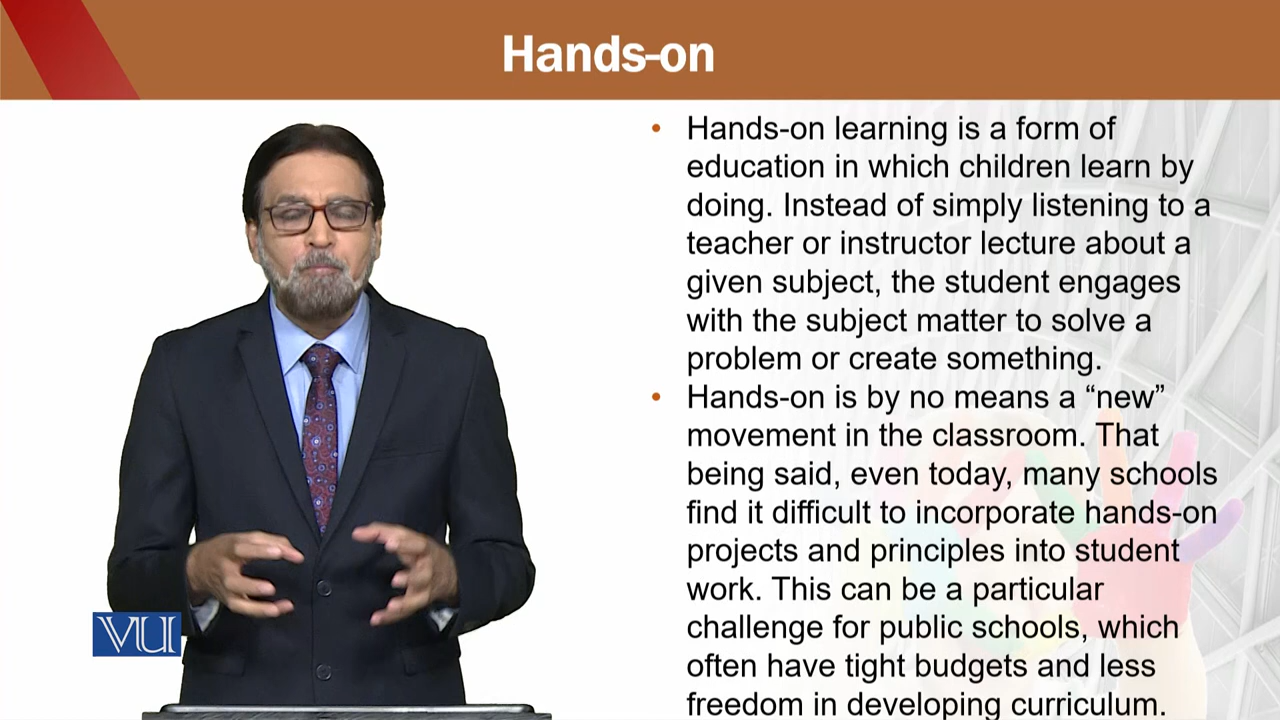 Hands-on
• Hands-on learning is a form of
education in which children learn by
doing. Instead of simply listening to a
teacher or instructor lecture about a
given subject, the student engages
with the subject matter to solve a
problem or create something.
• Hands-on is by no means a “new”
movement in the classroom. That
being said, even today, many schools
find it difficult to incorporate hands-on
projects and principles into student
work. This can be a particular
challenge for public schools, which
often have tight budgets and less
freedom in developing curriculum.
VU